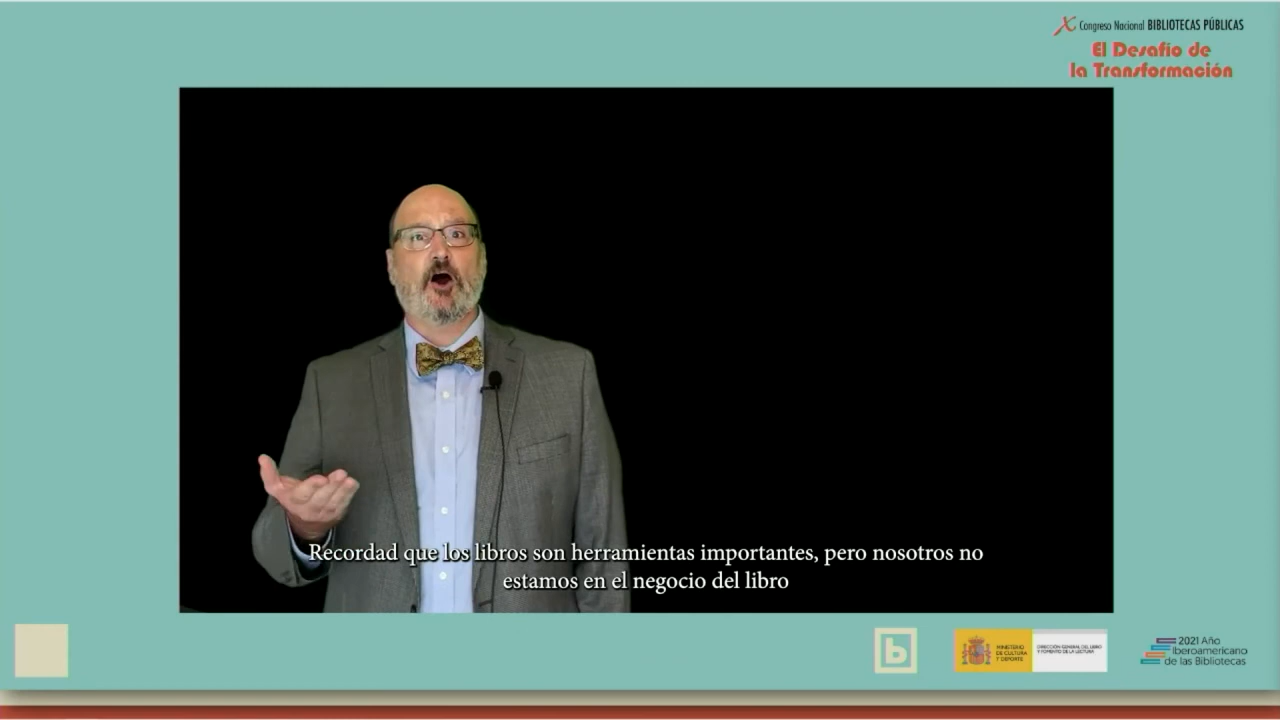 X Congreso Nacional BIBLIOTECAS PÚBLICAS
El Desafío de
la Transformación
Recordad que los libros son herramientas importantes, pero nosotros no
estamos en el negocio del libro
b
MINISTERIO
DE CULTURA
Y DEPORTE
DIRECCIÓN GENERAL DEL LIBRO
Y FOMENTO DE LA LECTURA
2021 Año
Iberoamericano
de las Bibliotecas